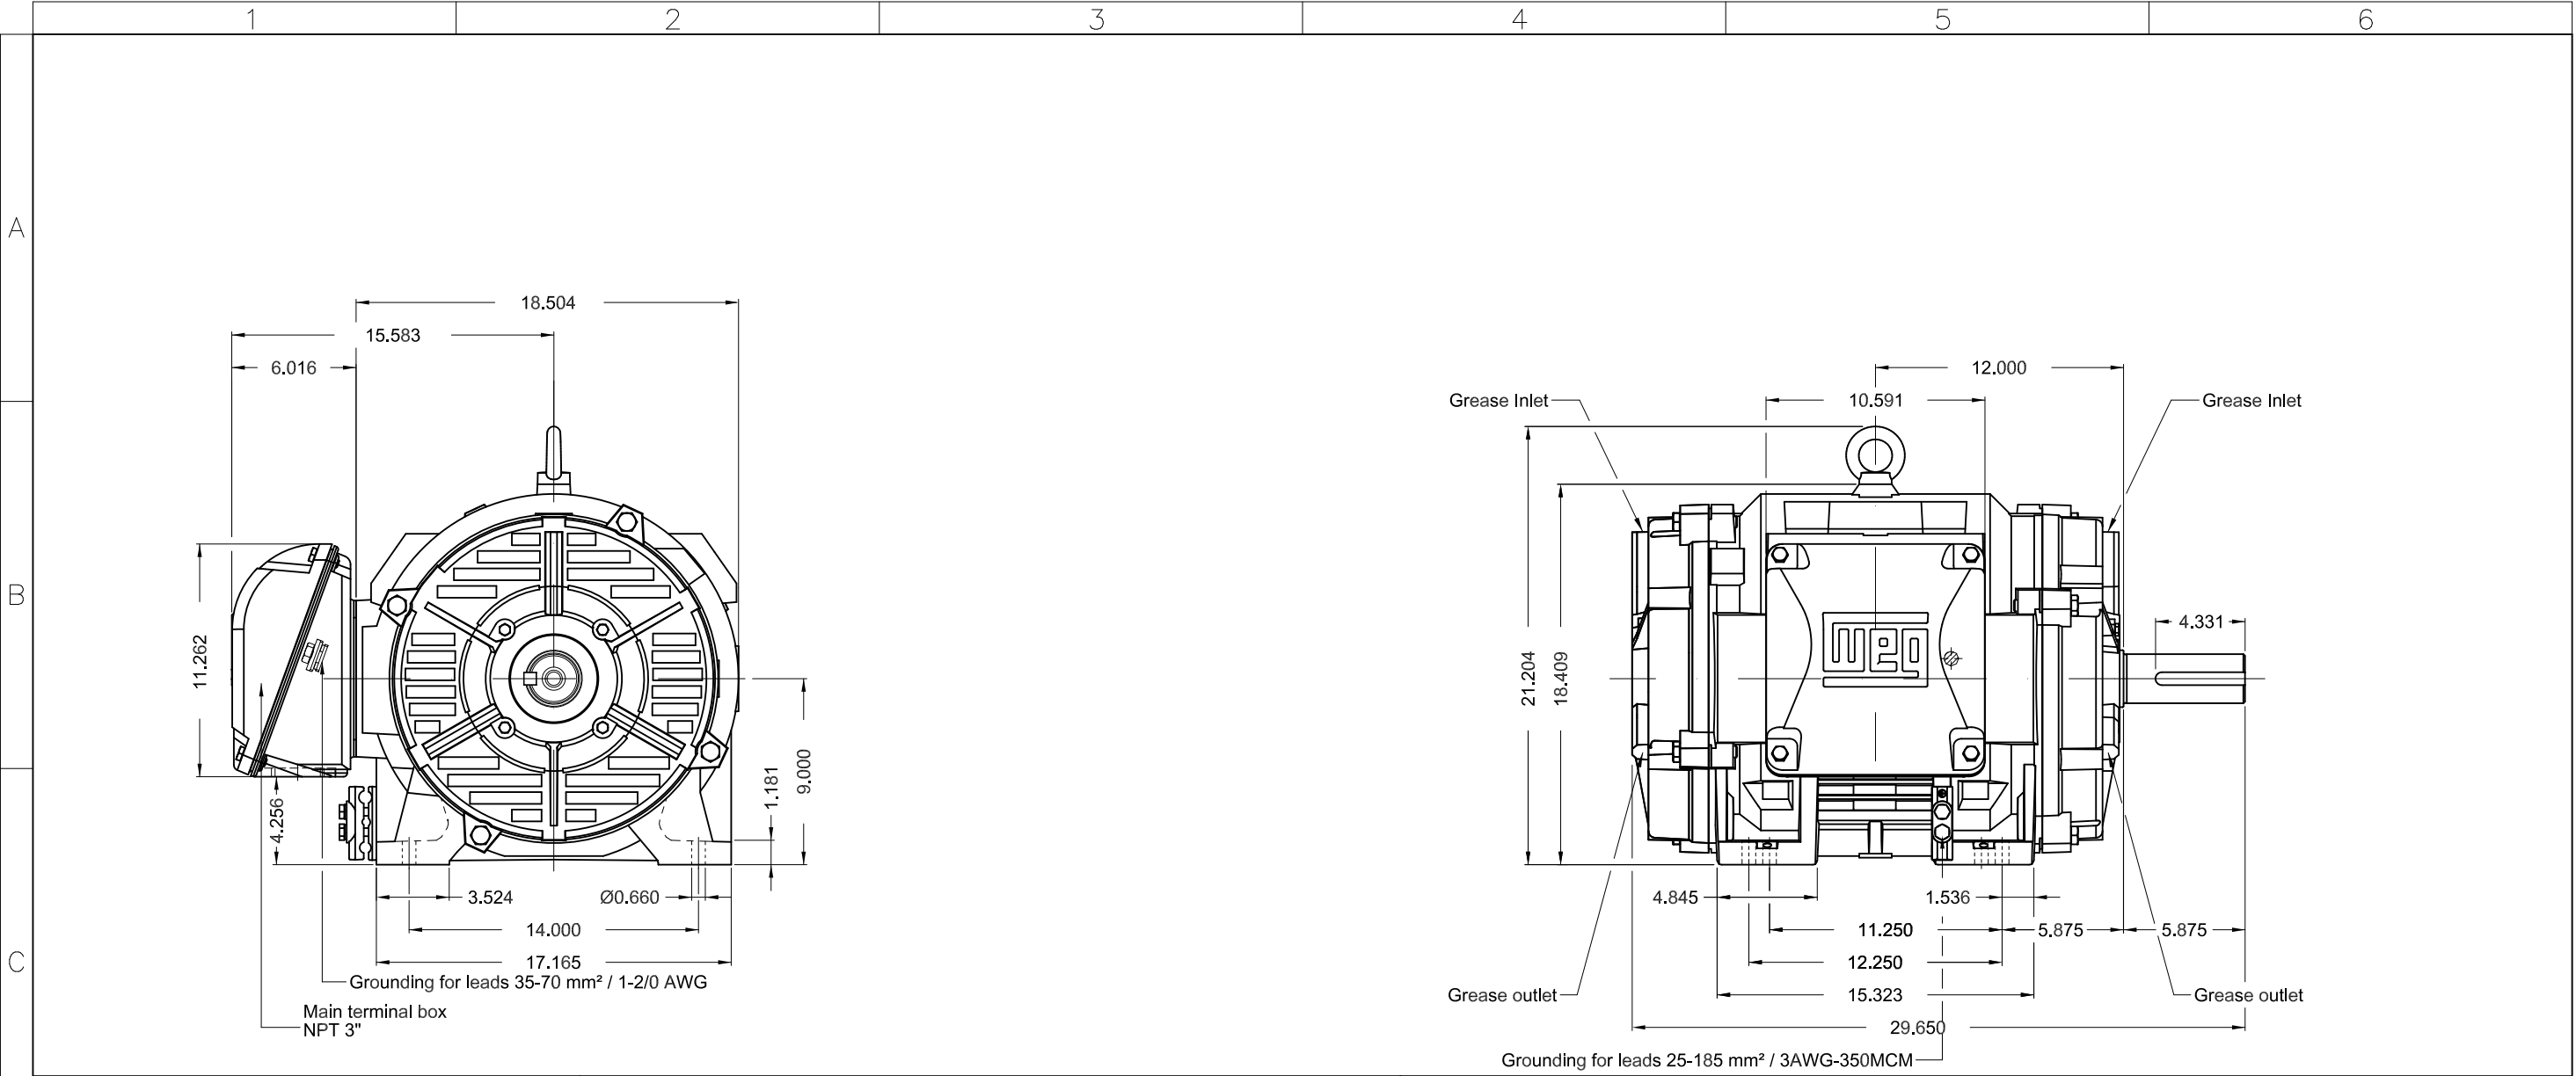 1
2
3
4
5
6
A
B
C
18.504
15.583
6.016
11.262
4.256
1.181
9.000
3.524
Ø0.660
14.000
17.165
Grounding for leads 35-70 mm² / 1-2/0 AWG
Main terminal box
NPT 3"
12.000
10.591
Grease Inlet
Grease Inlet
21.204
18.409
weg
4.331
4.845
1.536
11.250
5.875
5.875
12.250
15.323
Grease outlet
Grease outlet
29.650
Grounding for leads 25-185 mm² / 3AWG-350MCM